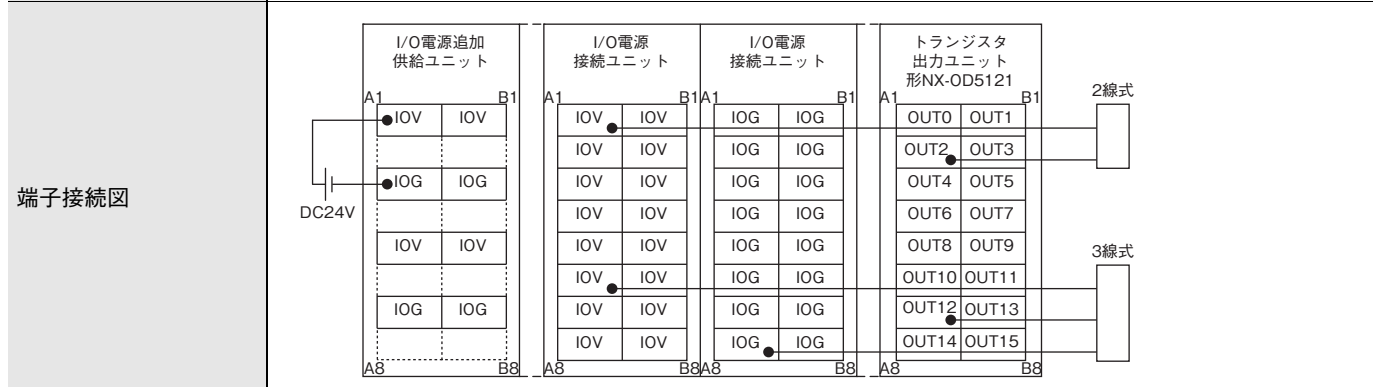 端子接続図
I/O電源追加
供給ユニット
I/O電源
接続ユニット
I/O電源
接続ユニット
トランジスタ
出力ユニット
形NX-OD5121
A1 B1 A1 B1 A1 B1 A1 B1 2線式
IOV IOV IOV IOV IOG IOG OUT0 OUT1
IOV IOV IOG IOG OUT2 OUT3
IOG IOG IOV IOV IOG IOG OUT4 OUT5
DC24V IOV IOV IOG IOG OUT6 OUT7
IOV IOV IOV IOV IOG IOG OUT8 OUT9 3線式
IOV IOV IOG IOG OUT10 OUT11
IOG IOG IOV IOV IOG IOG OUT12 OUT13
IOV IOV IOG IOG OUT14 OUT15
A8 B8 A8 B8 A8 B8 A8 B8